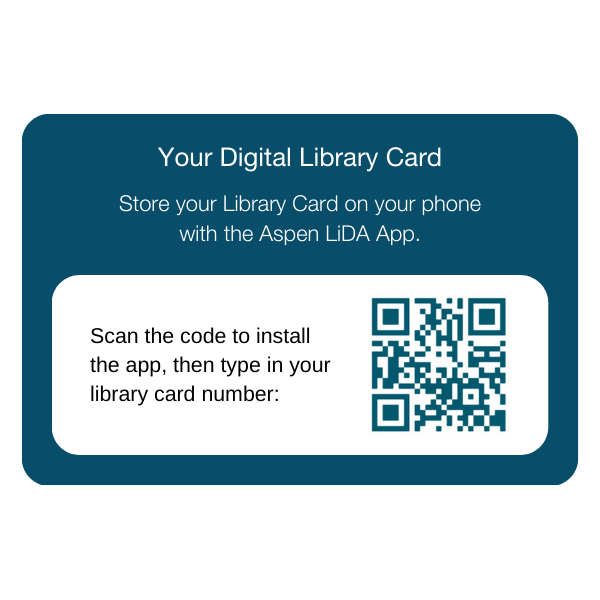 Your Digital Library Card
Store your Library Card on your phone
with the Aspen LiDA App.
Scan the code to install
the app, then type in your
library card number: